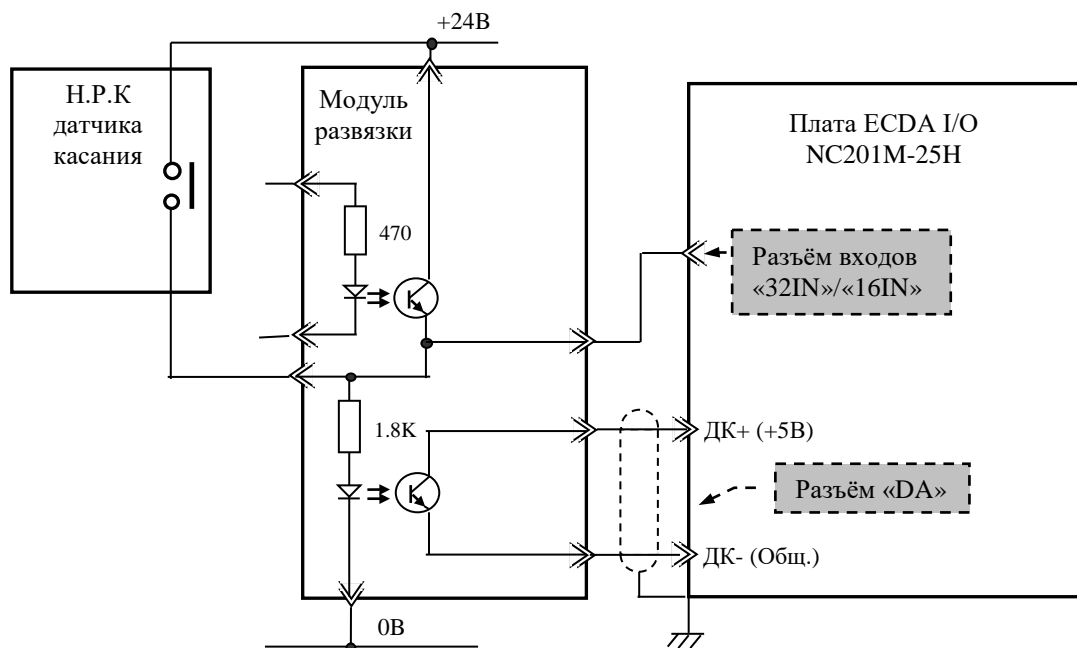 +24В
Н.Р.К
датчика
касания
Модуль
развязки
Плата ECDA I/O
NC201M-25H
470
Разъём входов
«32IN»/«16IN»
1.8K
ДК+ (+5В)
Разъём «DA»
ДК- (Общ.)
0В